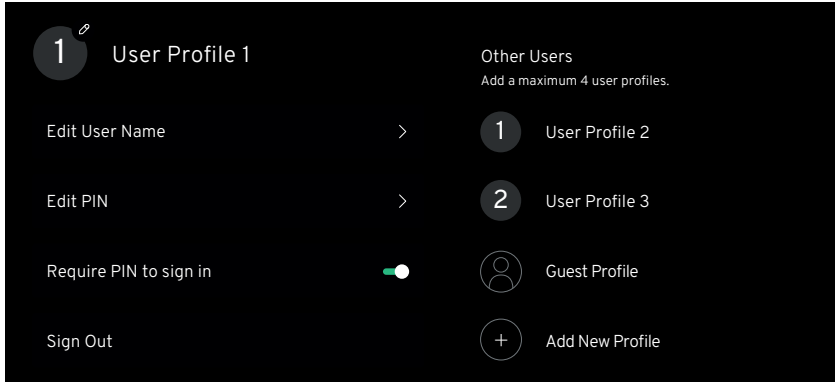 1
User Profile 1
Edit User Name
Edit PIN
Require PIN to sign in
Sign Out
Other Users
Add a maximum 4 user profiles.
1
User Profile 2
2
User Profile 3
Guest Profile
Add New Profile